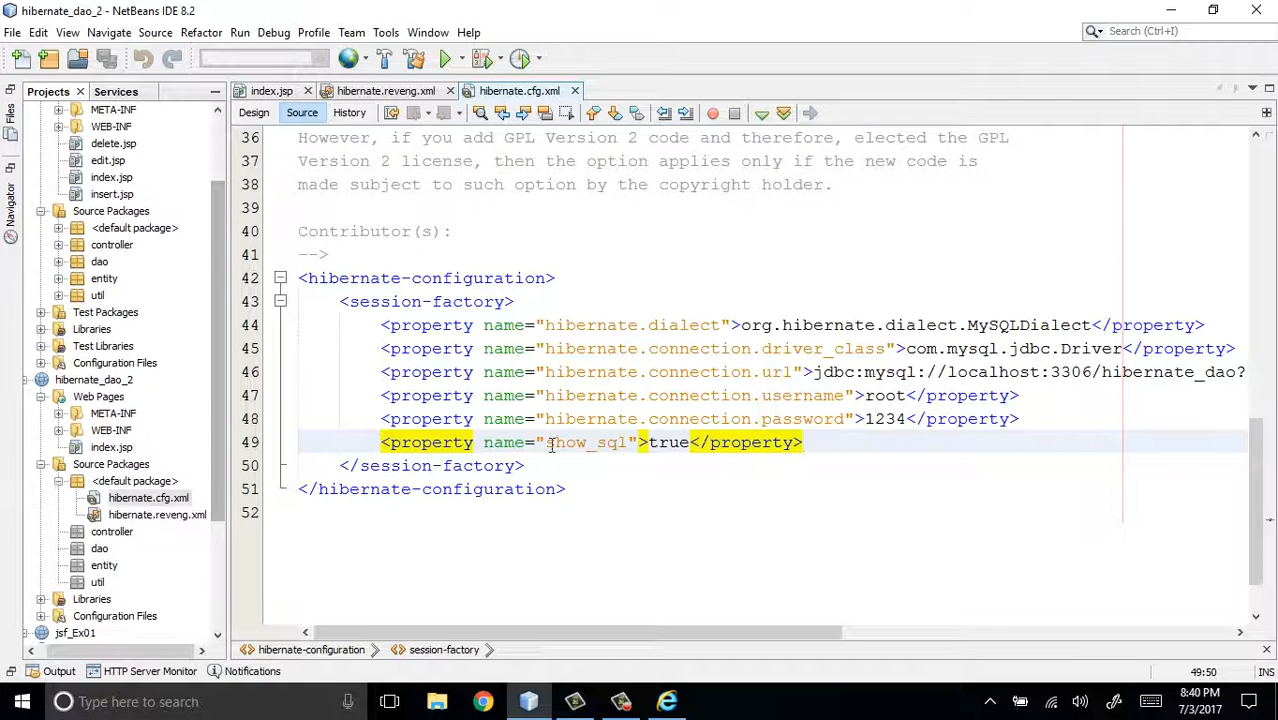 hibernate_dao_2 - NetBeans IDE 8.2
File Edit View Navigate Source Refactor Run Debug Profile Team Tools Window Help
Search (Ctrl+I)
Projects Services
index.jsp hibernate.reveng.xml hibernate.cfg.xml
Design Source History
Files
Navigator
META-INF
WEB-INF
delete.jsp
edit.jsp
index.jsp
insert.jsp
Source Packages
<default package>
controller
dao
entity
util
Test Packages
Libraries
Test Libraries
Configuration Files
hibernate_dao_2
Web Pages
META-INF
WEB-INF
index.jsp
Source Packages
<default package>
hibernate.cfg.xml
hibernate.reveng.xml
controller
dao
entity
util
Libraries
Configuration Files
jsf_Ex01
36 However, if you add GPL Version 2 code and therefore, elected the GPL
37 Version 2 license, then the option applies only if the new code is
38 made subject to such option by the copyright holder.
39
40 Contributor(s):
41 -->
42 <hibernate-configuration>
43 <session-factory>
44 <property name="hibernate.dialect">org.hibernate.dialect.MySQLDialect</property>
45 <property name="hibernate.connection.driver_class">com.mysql.jdbc.Driver</property>
46 <property name="hibernate.connection.url">jdbc:mysql://localhost:3306/hibernate_dao?
47 <property name="hibernate.connection.username">root</property>
48 <property name="hibernate.connection.password">1234</property>
49 <property name="show_sql">true</property>
50 </session-factory>
51 </hibernate-configuration>
52
hibernate-configuration session-factory
Output HTTP Server Monitor Notifications
49:50 INS
Type here to search
8:40 PM
7/3/2017